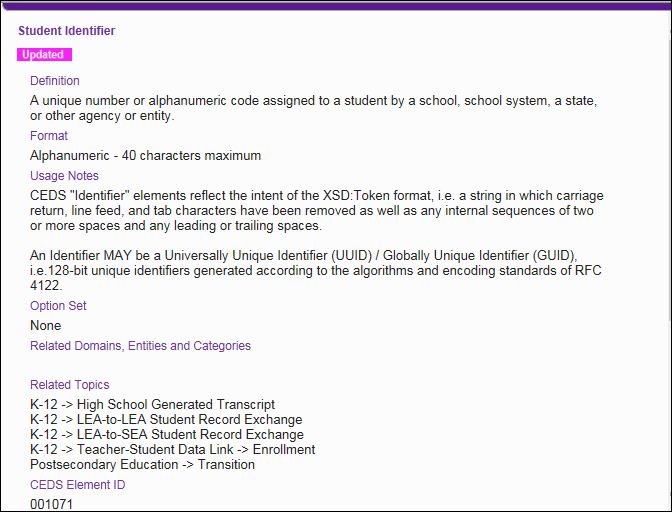 Student Identifier
Updated
Definition
A unique number or alphanumeric code assigned to a student by a school, school system, a state,
or other agency or entity.
Format
Alphanumeric - 40 characters maximum
Usage Notes
CEDS "Identifier" elements reflect the intent of the XSD:Token format, i.e. a string in which carriage
return, line feed, and tab characters have been removed as well as any internal sequences of two
or more spaces and any leading or trailing spaces.
An Identifier MAY be a Universally Unique Identifier (UUID) / Globally Unique Identifier (GUID),
i.e.128-bit unique identifiers generated according to the algorithms and encoding standards of RFC
4122.
Option Set
None
Related Domains, Entities and Categories
Related Topics
K-12 -> High School Generated Transcript
K-12 -> LEA-to-LEA Student Record Exchange
K-12 -> LEA-to-SEA Student Record Exchange
K-12 -> Teacher-Student Data Link -> Enrollment
Postsecondary Education -> Transition
CEDS Element ID
001071